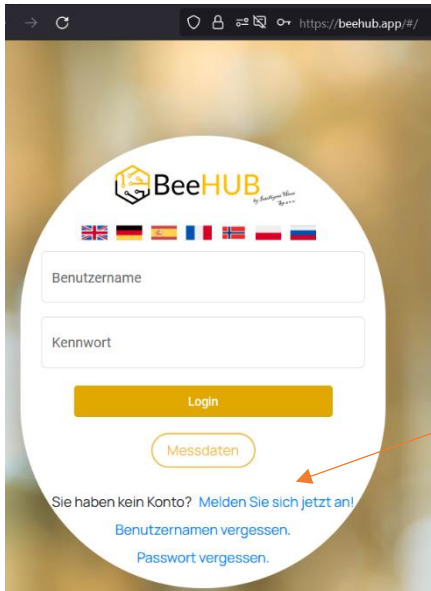 https://beehub.app/#/
BeeHUB
Benutzername
Kennwort
Login
Messdaten
Sie haben kein Konto? Melden Sie sich jetzt an!
Benutzernamen vergessen.
Passwort vergessen.